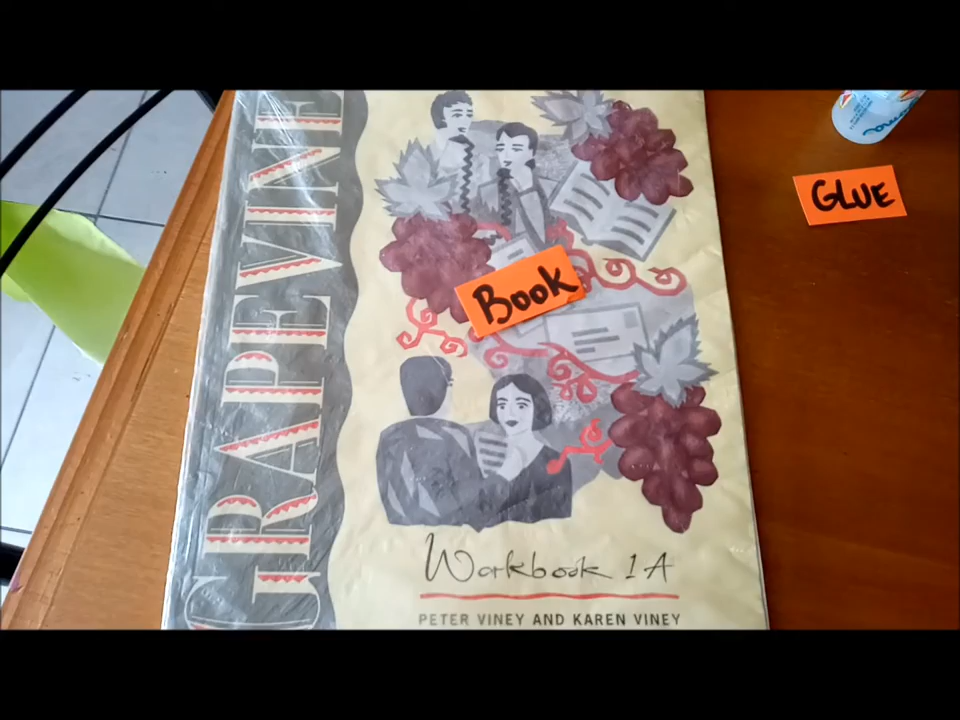 GRAPEVINE
Book
GLUE
Workbook 1A
PETER VINEY AND KAREN VINEY